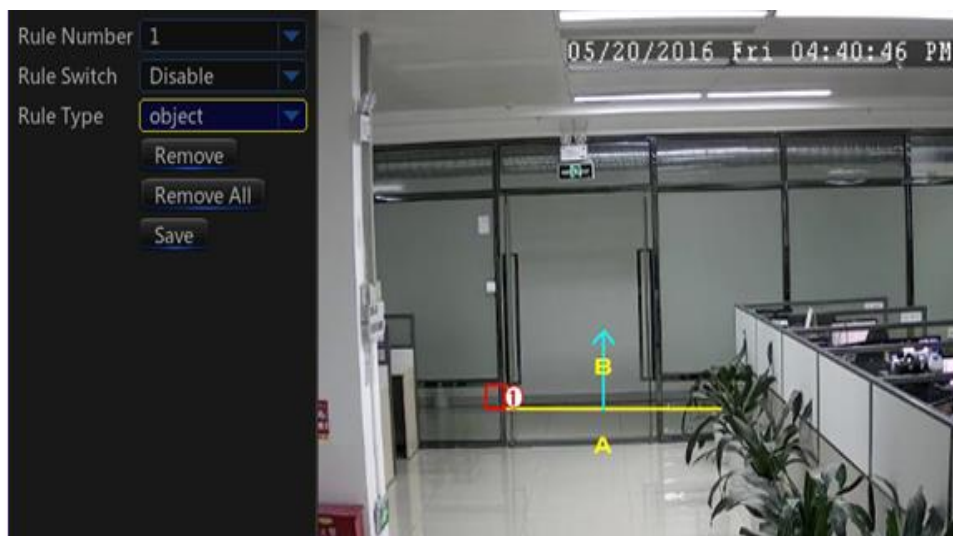 Rule Number 1
Rule Switch Disable
Rule Type object
Remove
Remove All
Save
05/20/2016 Fri 04:40:46 PM
B
1
A